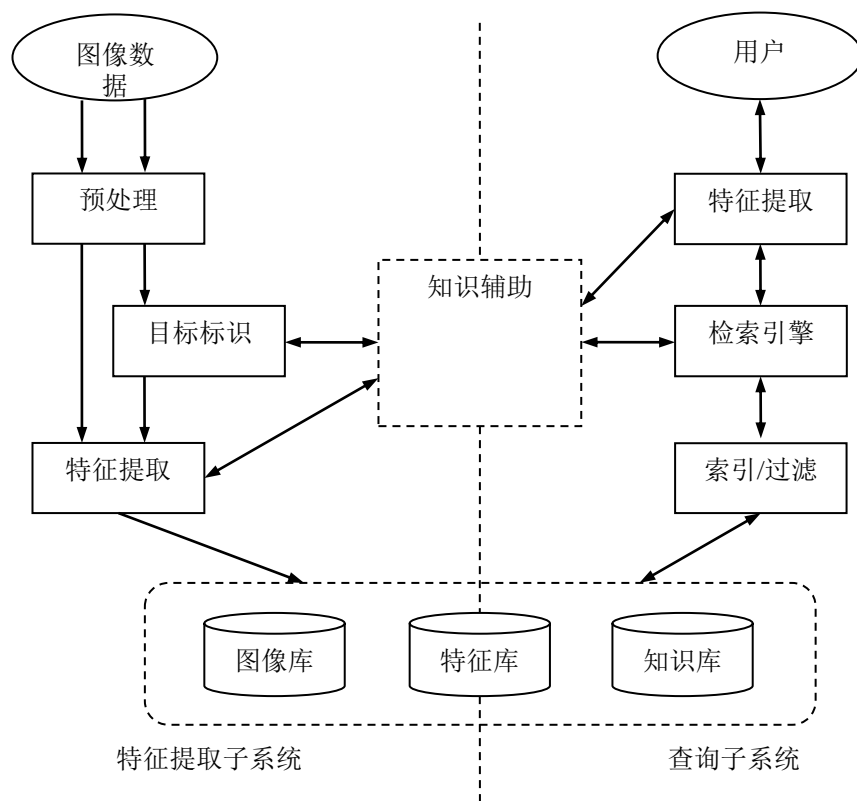 图像数
据
用户
预处理
特征提取
知识辅助
目标标识
检索引擎
特征提取
索引/过滤
图像库
特征库
知识库
特征提取子系统
查询子系统